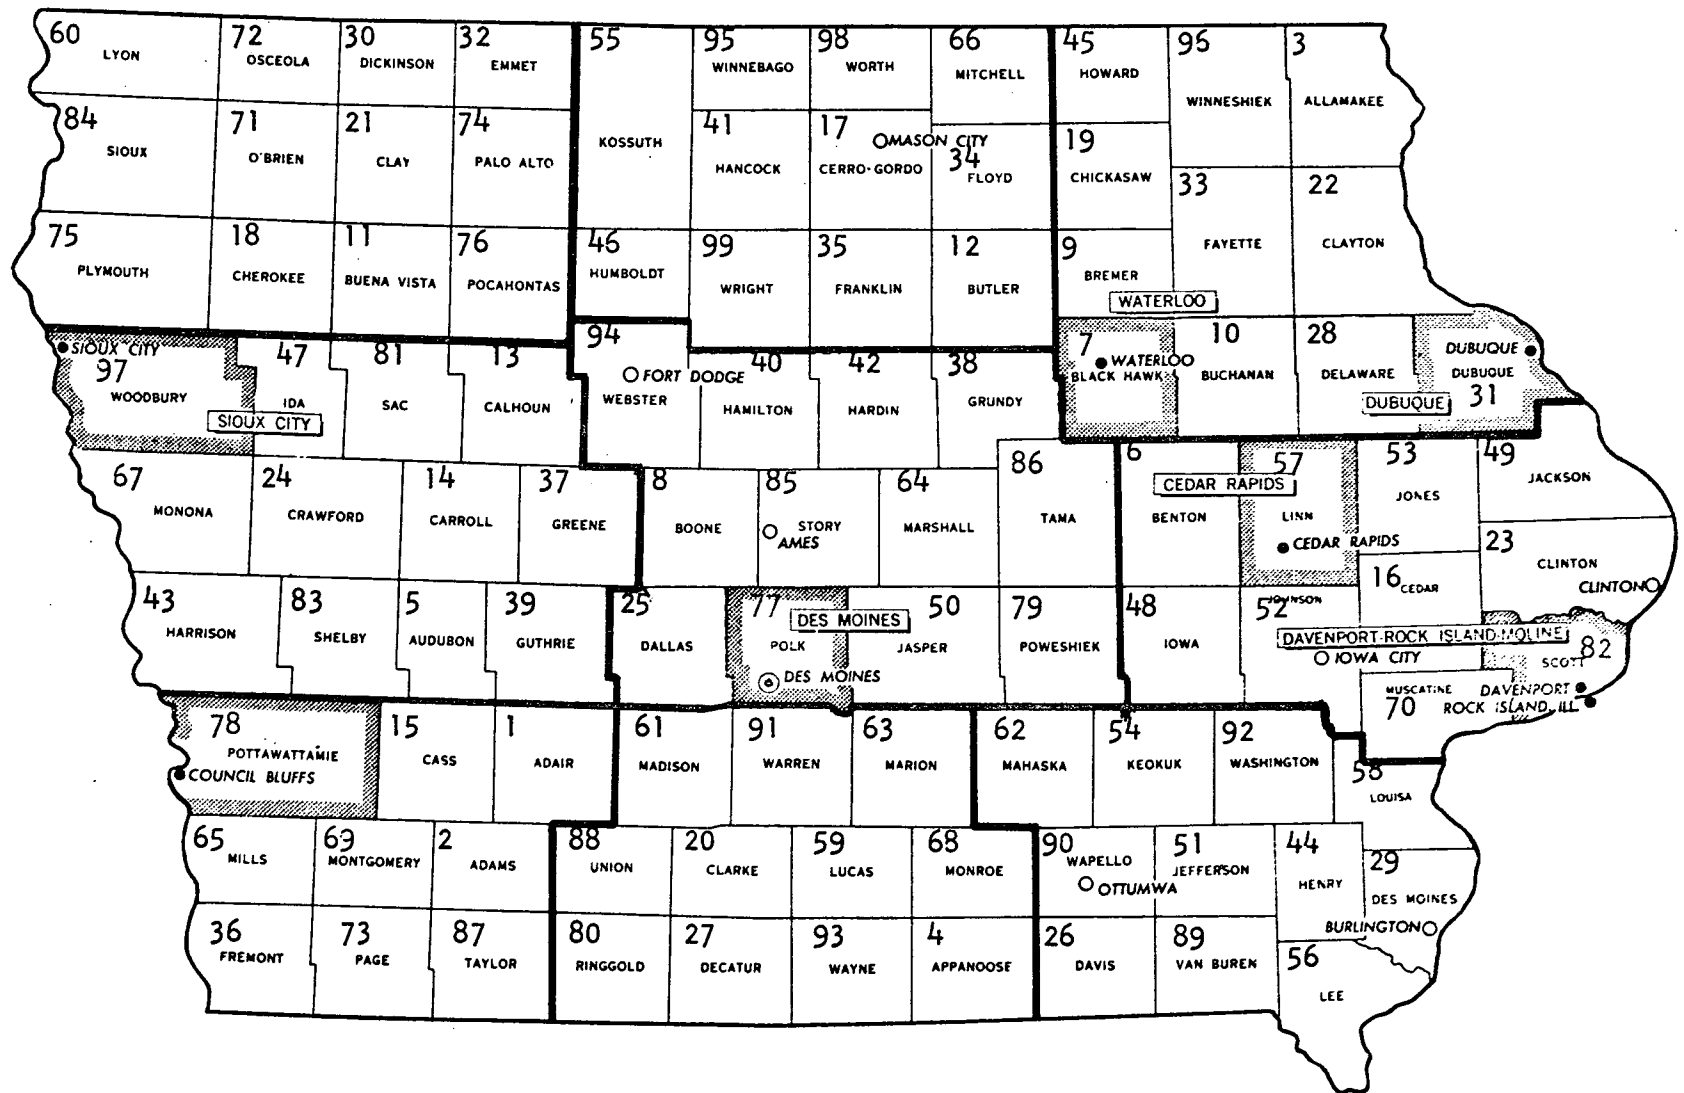 60 LYON
72 OSCEOLA
30 DICKINSON
32 EMMET
55 KOSSUTH
95 WINNEBAGO
98 WORTH
66 MITCHELL
45 HOWARD
96 WINNESHIEK
3 ALLAMAKEE
84 SIOUX
71 O'BRIEN
21 CLAY
74 PALO ALTO
41 HANCOCK
17 CERRO-GORDO
MASON CITY
34 FLOYD
19 CHICKASAW
33 FAYETTE
22 CLAYTON
75 PLYMOUTH
18 CHEROKEE
11 BUENA VISTA
76 POCAHONTAS
46 HUMBOLDT
99 WRIGHT
35 FRANKLIN
12 BUTLER
9 BREMER
WATERLOO
SIOUX CITY
97 WOODBURY
SIOUX CITY
47 IDA
81 SAC
13 CALHOUN
94 WEBSTER
FORT DODGE
40 HAMILTON
42 HARDIN
38 GRUNDY
7 BLACK HAWK
WATERLOO
10 BUCHANAN
28 DELAWARE
DUBUQUE
DUBUQUE
31
DUBUQUE
67 MONONA
24 CRAWFORD
14 CARROLL
37 GREENE
8 BOONE
85 STORY
AMES
64 MARSHALL
86 TAMA
6 BENTON
CEDAR RAPIDS
57 LINN
CEDAR RAPIDS
53 JONES
49 JACKSON
23 CLINTON
CLINTON
43 HARRISON
83 SHELBY
5 AUDUBON
39 GUTHRIE
25 DALLAS
77 POLK
DES MOINES
DES MOINES
50 JASPER
79 POWESHIEK
48 IOWA
52 JOHNSON
16 CEDAR
DAVENPORT-ROCK ISLAND-MOLINE
IOWA CITY
SCOTT 82
MUSCATINE
70
DAVENPORT
ROCK ISLAND, ILL.
78 POTTAWATTAMIE
COUNCIL BLUFFS
15 CASS
1 ADAIR
61 MADISON
91 WARREN
63 MARION
62 MAHASKA
54 KEOKUK
92 WASHINGTON
58 LOUISA
65 MILLS
69 MONTGOMERY
2 ADAMS
88 UNION
20 CLARKE
59 LUCAS
68 MONROE
90 WAPELLO
OTTUMWA
51 JEFFERSON
44 HENRY
29 DES MOINES
BURLINGTON
36 FREMONT
73 PAGE
87 TAYLOR
80 RINGGOLD
27 DECATUR
93 WAYNE
4 APPANOOSE
26 DAVIS
89 VAN BUREN
56 LEE